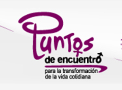 Puntos
de encuentro
para la transformación
de la vida cotidiana